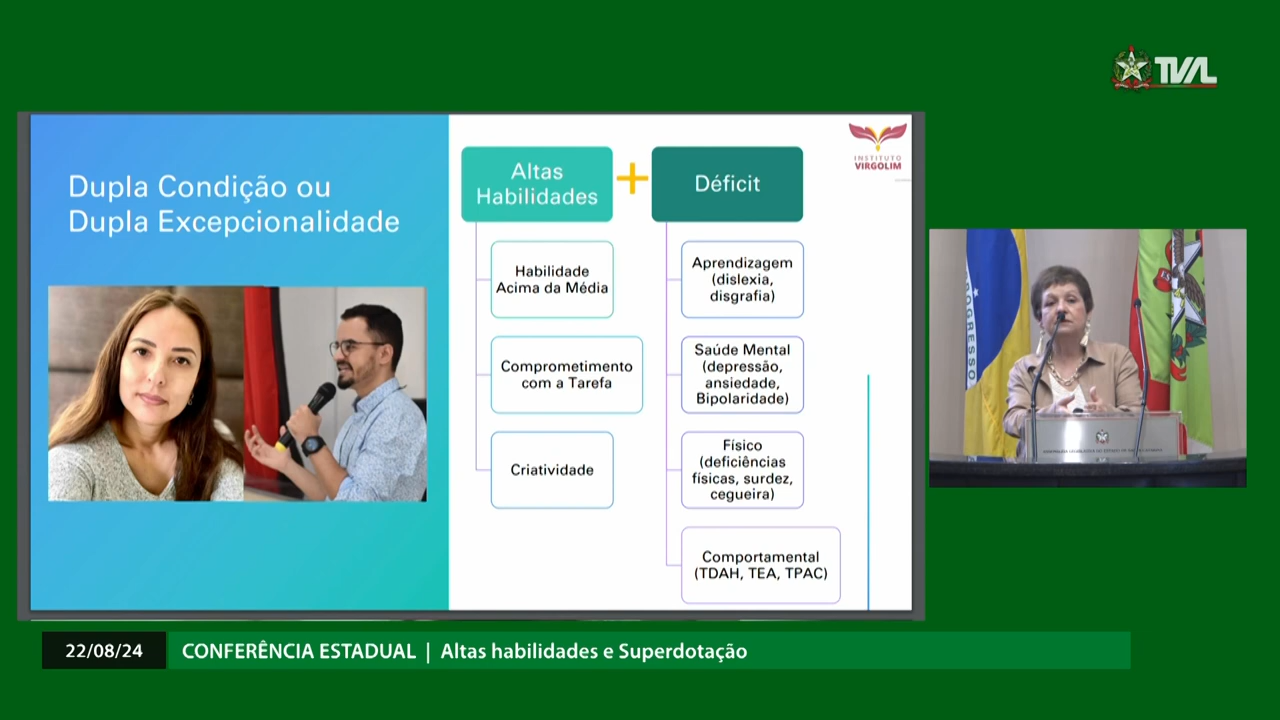 TVAL
Dupla Condição ou
Dupla Excepcionalidade
Altas
Habilidades
+
Déficit
INSTITUTO
VIRGOLIM
Habilidade
Acima da Média
Comprometimento
com a Tarefa
Criatividade
Aprendizagem
(dislexia,
disgrafia)
Saúde Mental
(depressão,
ansiedade,
Bipolaridade)
Físico
(deficiências
físicas, surdez,
cegueira)
Comportamental
(TDAH, TEA, TPAC)
PROGRESSO
22/08/24
CONFERÊNCIA ESTADUAL | Altas habilidades e Superdotação